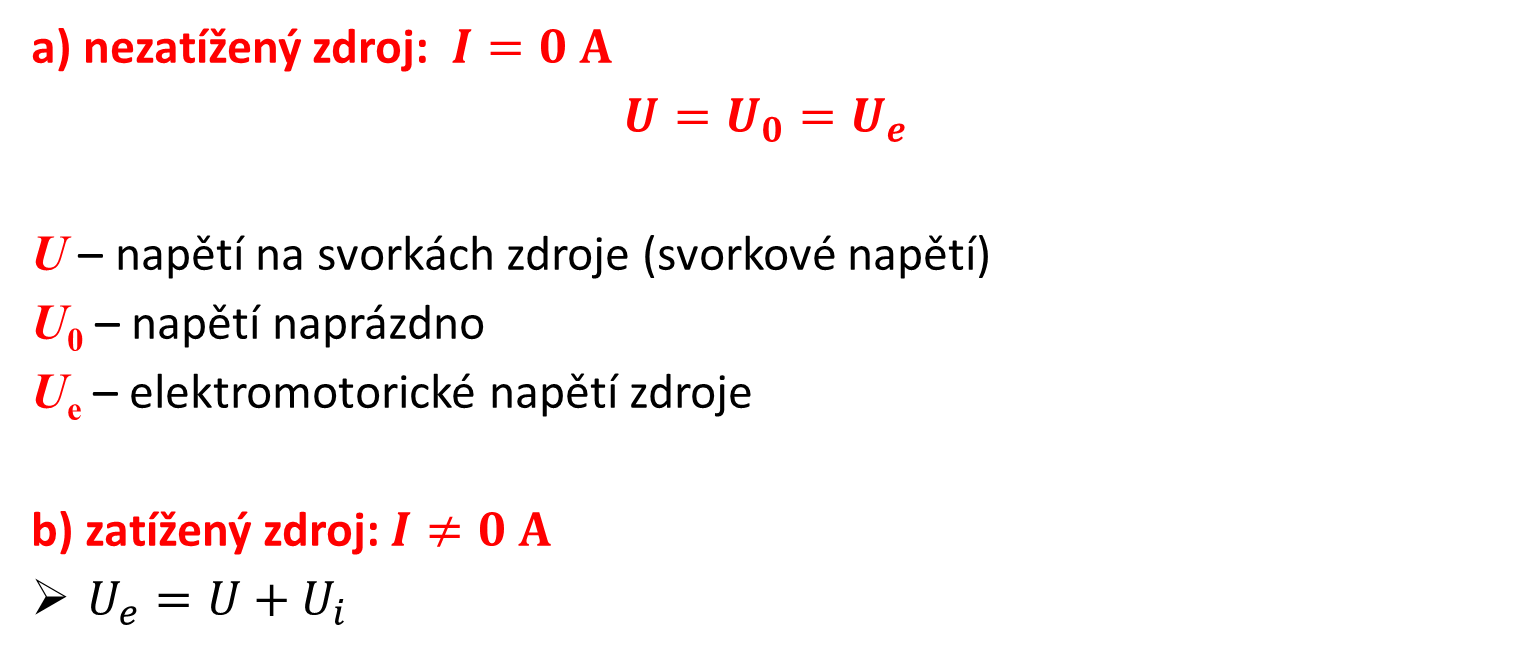 a) nezatížený zdroj: I = 0 A
U = U₀ = Uₑ
U – napětí na svorkách zdroje (svorkové napětí)
U₀ – napětí naprázdno
Uₑ – elektromotorické napětí zdroje
b) zatížený zdroj: I ≠ 0 A
➢ Uₑ = U + Uᵢ